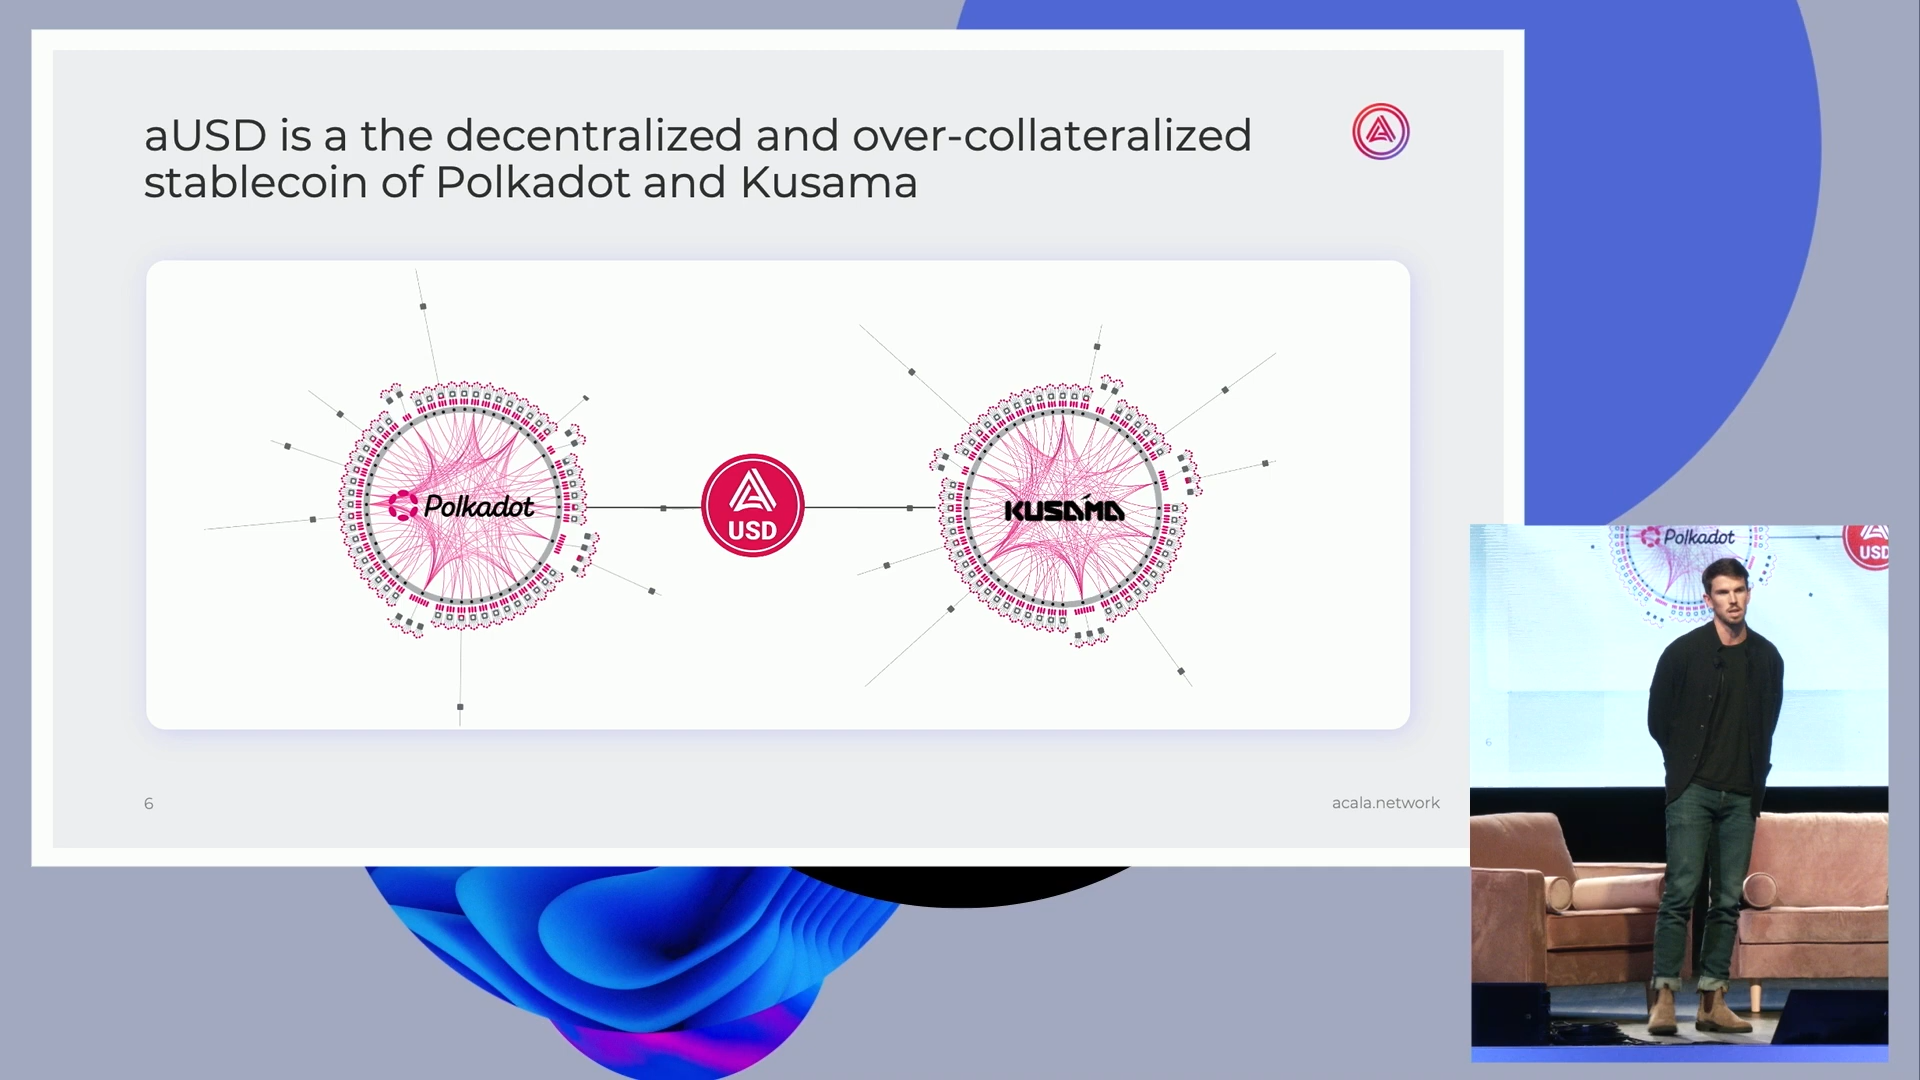 aUSD is a the decentralized and over-collateralized
stablecoin of Polkadot and Kusama
Polkadot
USD
KUSAMA
6
acala.network
Polkadot
USD
6